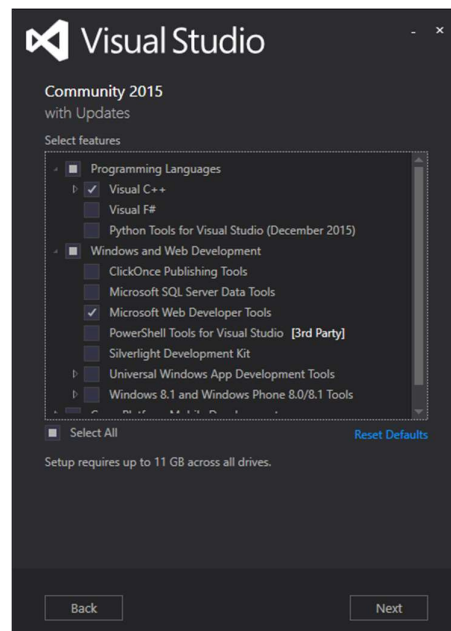 Visual Studio
Community 2015
with Updates
Select features
Programming Languages
Visual C++
Visual F#
Python Tools for Visual Studio (December 2015)
Windows and Web Development
ClickOnce Publishing Tools
Microsoft SQL Server Data Tools
Microsoft Web Developer Tools
PowerShell Tools for Visual Studio [3rd Party]
Silverlight Development Kit
Universal Windows App Development Tools
Windows 8.1 and Windows Phone 8.0/8.1 Tools
Select All Reset Defaults
Setup requires up to 11 GB across all drives.
Back Next